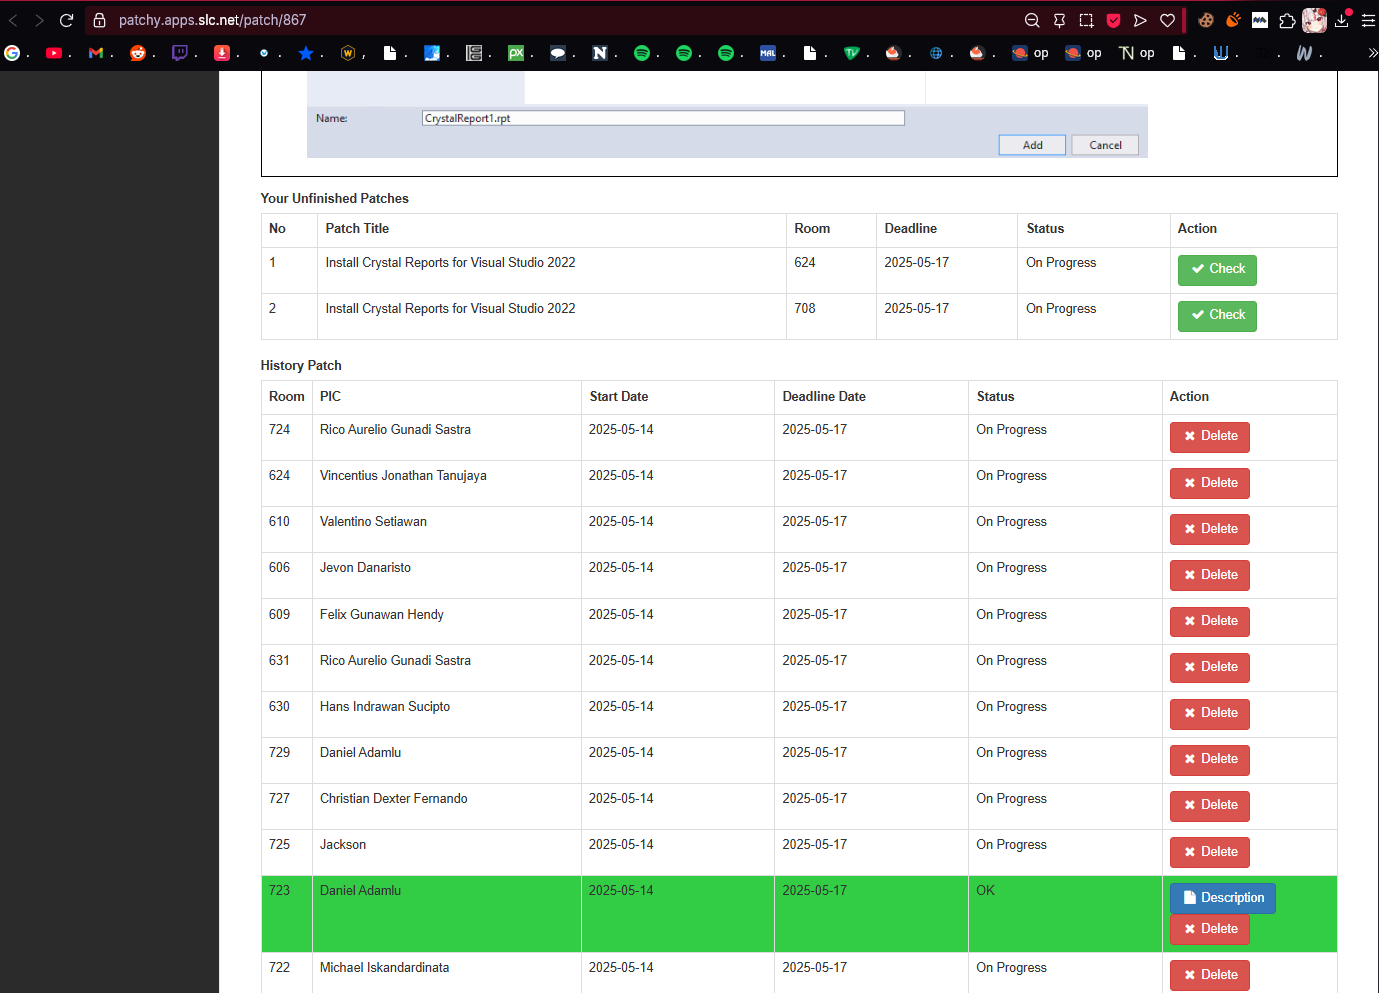 patchy.apps.slc.net/patch/867
op
op
op
Name: CrystalReport1.rpt
Add Cancel
Your Unfinished Patches
No Patch Title Room Deadline Status Action
1 Install Crystal Reports for Visual Studio 2022 624 2025-05-17 On Progress Check
2 Install Crystal Reports for Visual Studio 2022 708 2025-05-17 On Progress Check
History Patch
Room PIC Start Date Deadline Date Status Action
724 Rico Aurelio Gunadi Sastra 2025-05-14 2025-05-17 On Progress Delete
624 Vincentius Jonathan Tanujaya 2025-05-14 2025-05-17 On Progress Delete
610 Valentino Setiawan 2025-05-14 2025-05-17 On Progress Delete
606 Jevon Danaristo 2025-05-14 2025-05-17 On Progress Delete
609 Felix Gunawan Hendy 2025-05-14 2025-05-17 On Progress Delete
631 Rico Aurelio Gunadi Sastra 2025-05-14 2025-05-17 On Progress Delete
630 Hans Indrawan Sucipto 2025-05-14 2025-05-17 On Progress Delete
729 Daniel Adamlu 2025-05-14 2025-05-17 On Progress Delete
727 Christian Dexter Fernando 2025-05-14 2025-05-17 On Progress Delete
725 Jackson 2025-05-14 2025-05-17 On Progress Delete
723 Daniel Adamlu 2025-05-14 2025-05-17 OK Description
Delete
722 Michael Iskandardinata 2025-05-14 2025-05-17 On Progress Delete